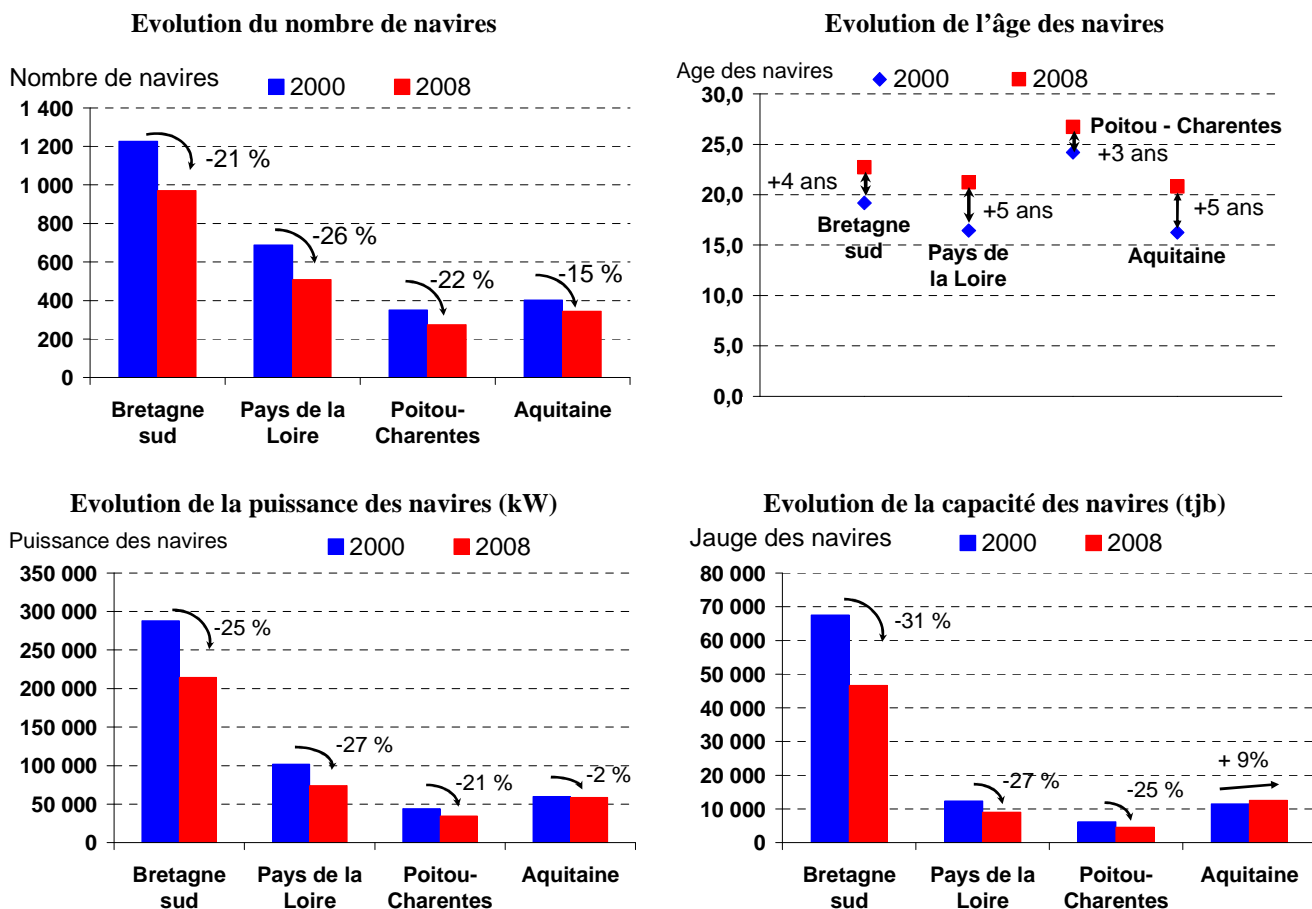 Evolution du nombre de navires
Nombre de navires
2000
2008
1 400
1 200
1 000
800
600
400
200
0
-21 %
-26 %
-22 %
-15 %
Bretagne
sud
Pays de la
Loire
Poitou-
Charentes
Aquitaine
Evolution de l'âge des navires
Age des navires
2000
2008
30,0
25,0
20,0
15,0
10,0
5,0
0,0
+4 ans
Bretagne
sud
+5 ans
Pays de
la Loire
Poitou - Charentes
+3 ans
+5 ans
Aquitaine
Evolution de la puissance des navires (kW)
Puissance des navires
2000
2008
350 000
300 000
250 000
200 000
150 000
100 000
50 000
0
-25 %
-27 %
-21 %
-2 %
Bretagne
sud
Pays de la
Loire
Poitou-
Charentes
Aquitaine
Evolution de la capacité des navires (tjb)
Jauge des navires
2000
2008
80 000
70 000
60 000
50 000
40 000
30 000
20 000
10 000
0
-31 %
-27 %
-25 %
+ 9%
Bretagne
sud
Pays de la
Loire
Poitou-
Charentes
Aquitaine